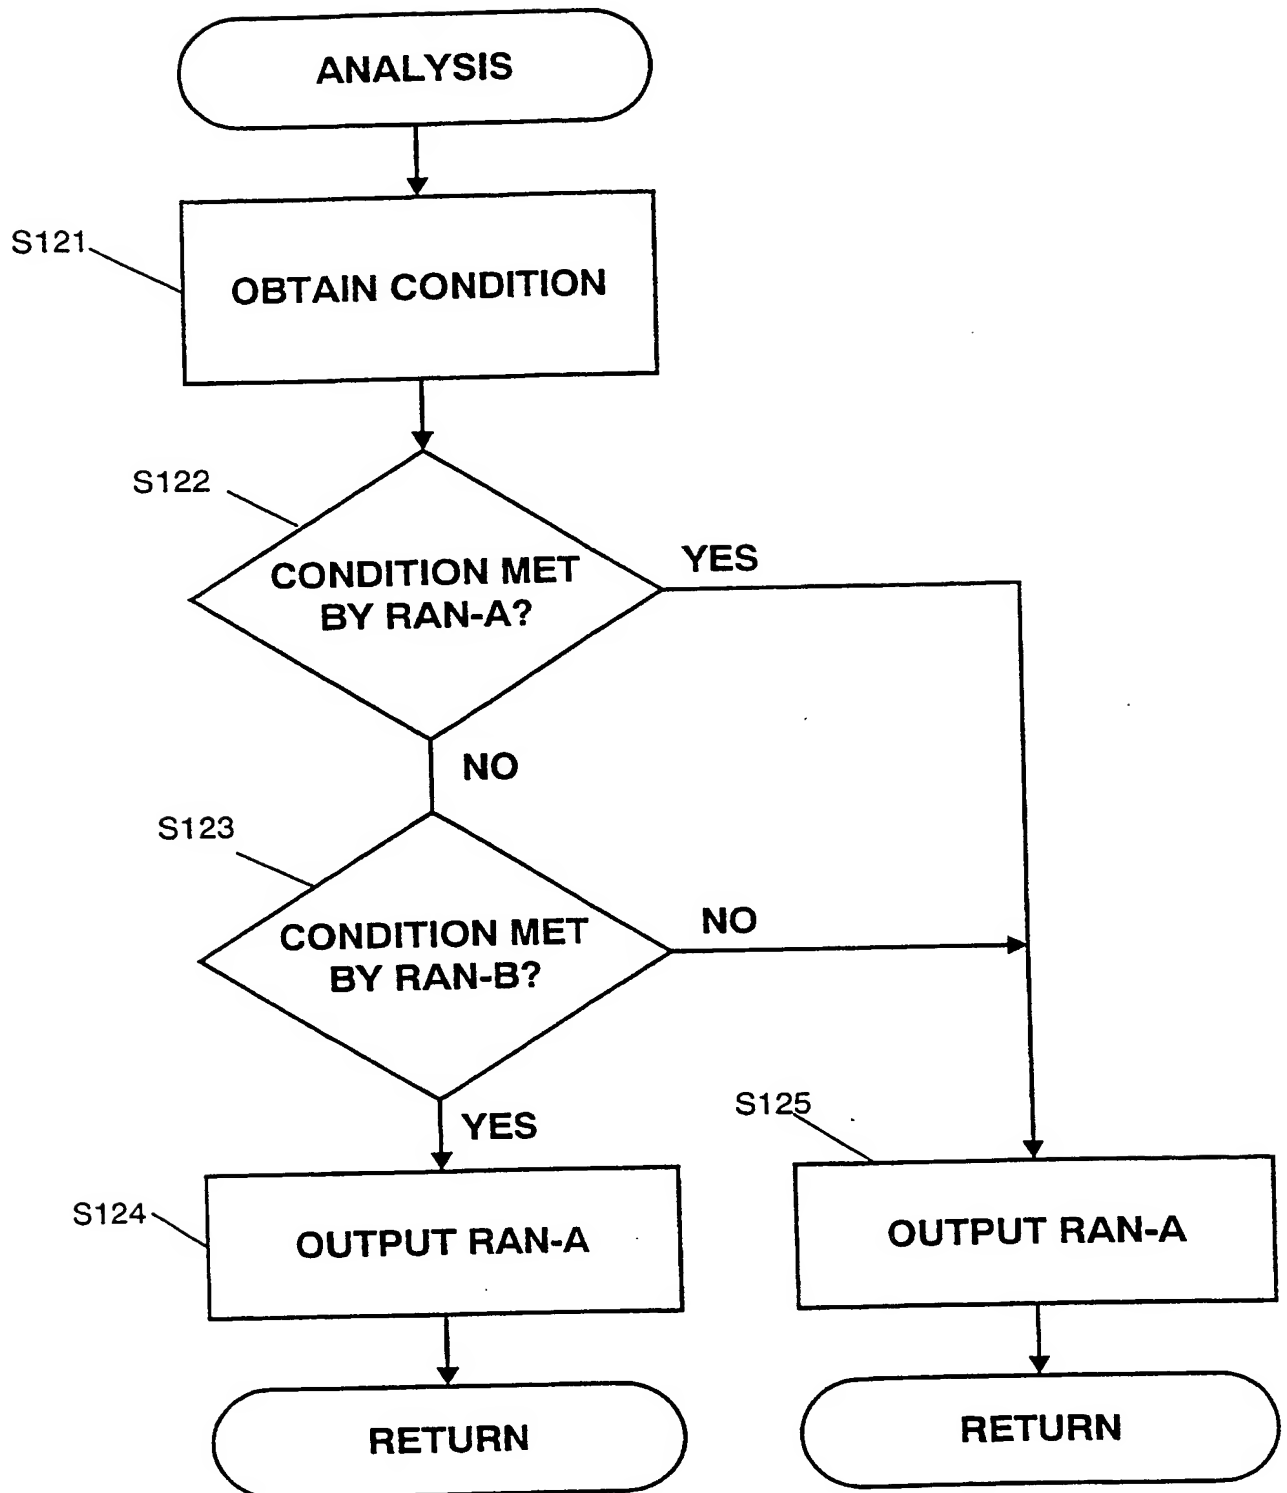 ANALYSIS
S121
OBTAIN CONDITION
S122
CONDITION MET
BY RAN-A?
YES
NO
S123
CONDITION MET
BY RAN-B?
NO
YES
S125
S124
OUTPUT RAN-A
OUTPUT RAN-A
RETURN
RETURN